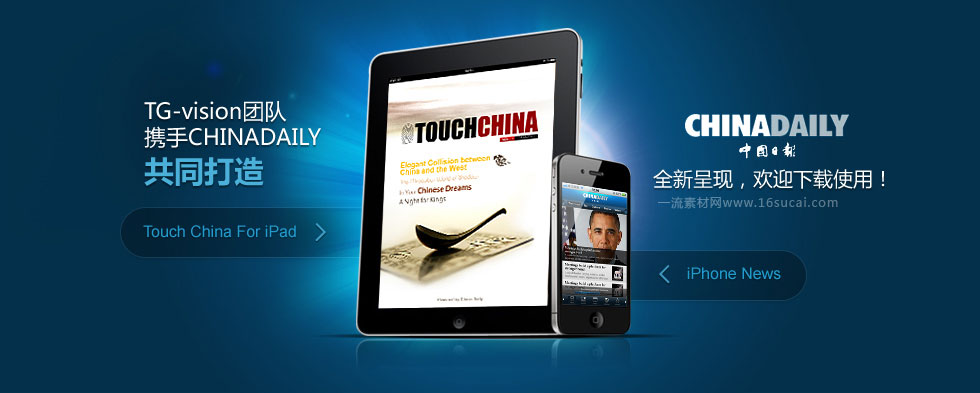 TG-vision团队
携手CHINADAILY
共同打造
Touch China For iPad
TOUCHCHINA
Elegant Collision between
China and the West
In Your Chinese Dreams
A Night for Kings
CHINADAILY
CHINADAILY
中国日报
全新呈现，欢迎下载使用！
一流素材网www.16sucai.com
iPhone News